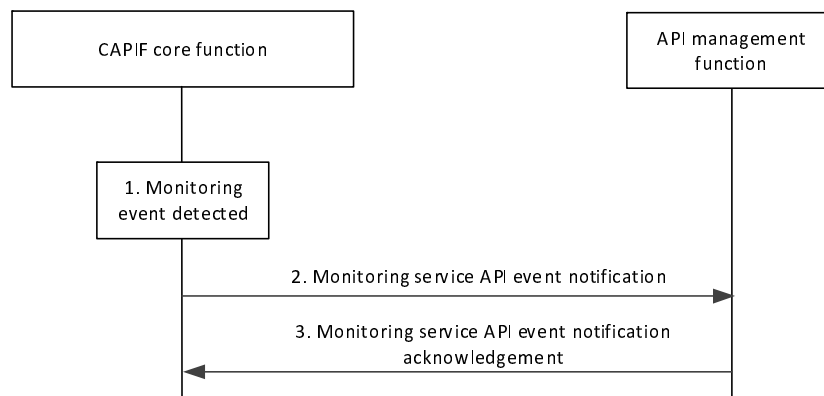 CAPIF core function
API management
function
1. Monitoring
event detected
2. Monitoring service API event notification
3. Monitoring service API event notification
acknowledgement